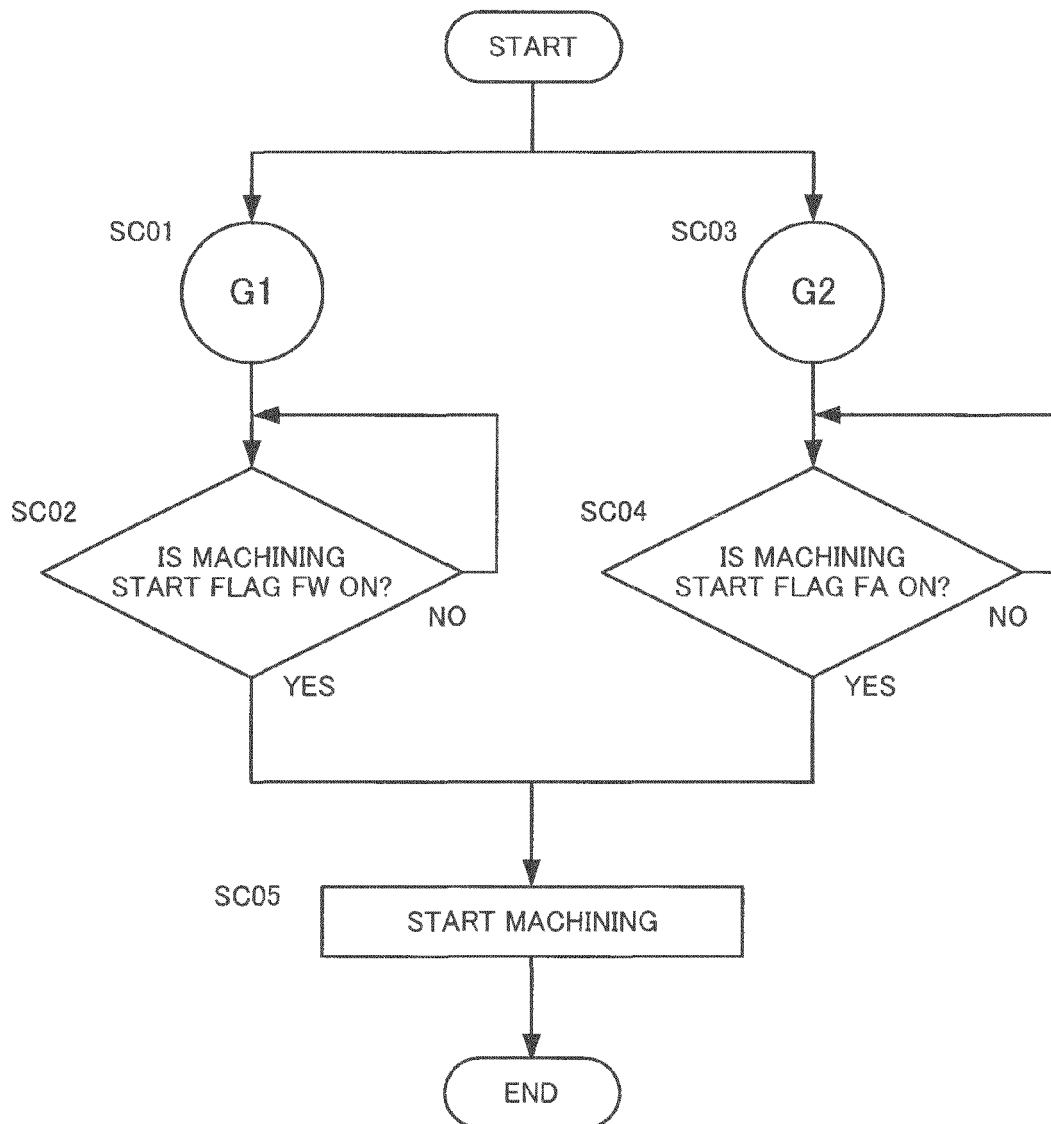 START
SC01
G1
SC03
G2
SC02
IS MACHINING
START FLAG FW ON?
NO
YES
SC04
IS MACHINING
START FLAG FA ON?
NO
YES
SC05
START MACHINING
END